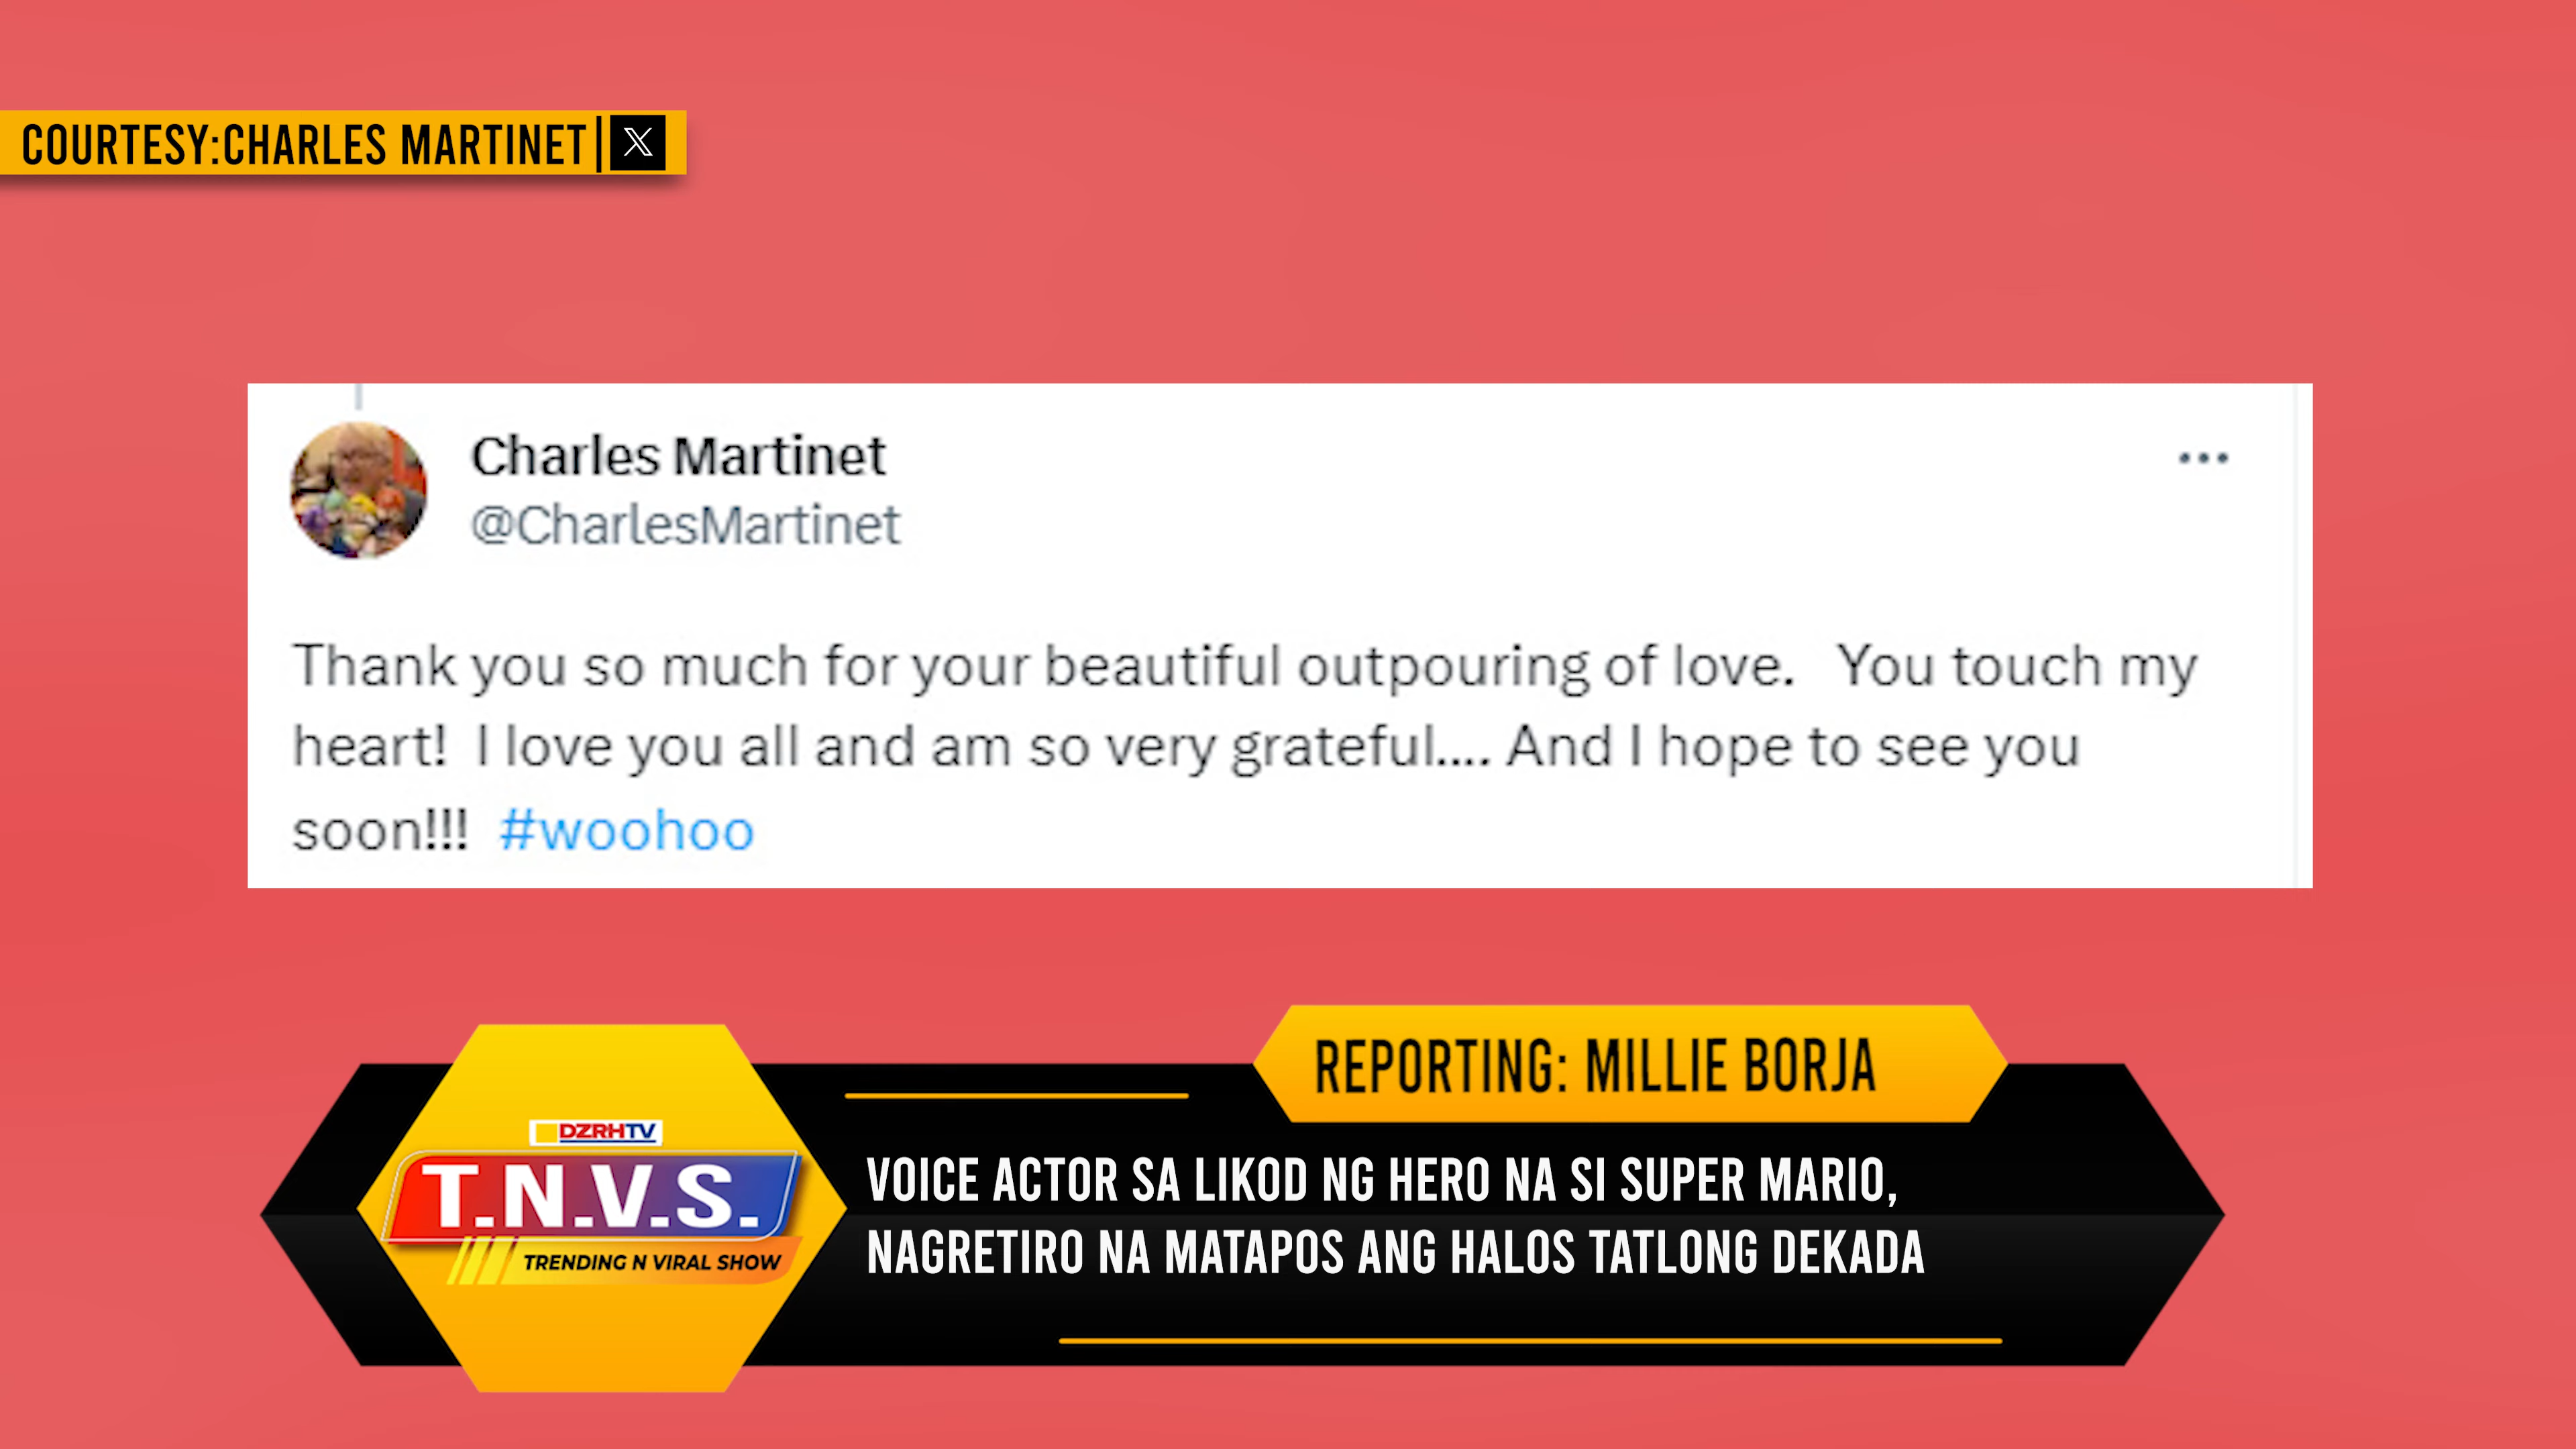 COURTESY:CHARLES MARTINET | X
Charles Martinet
@CharlesMartinet
Thank you so much for your beautiful outpouring of love. You touch my
heart! I love you all and am so very grateful.... And I hope to see you
soon!!! #woohoo
REPORTING: MILLIE BORJA
DZRHTV
T.N.V.S.
TRENDING N VIRAL SHOW
VOICE ACTOR SA LIKOD NG HERO NA SI SUPER MARIO,
NAGRETIRO NA MATAPOS ANG HALOS TATLONG DEKADA